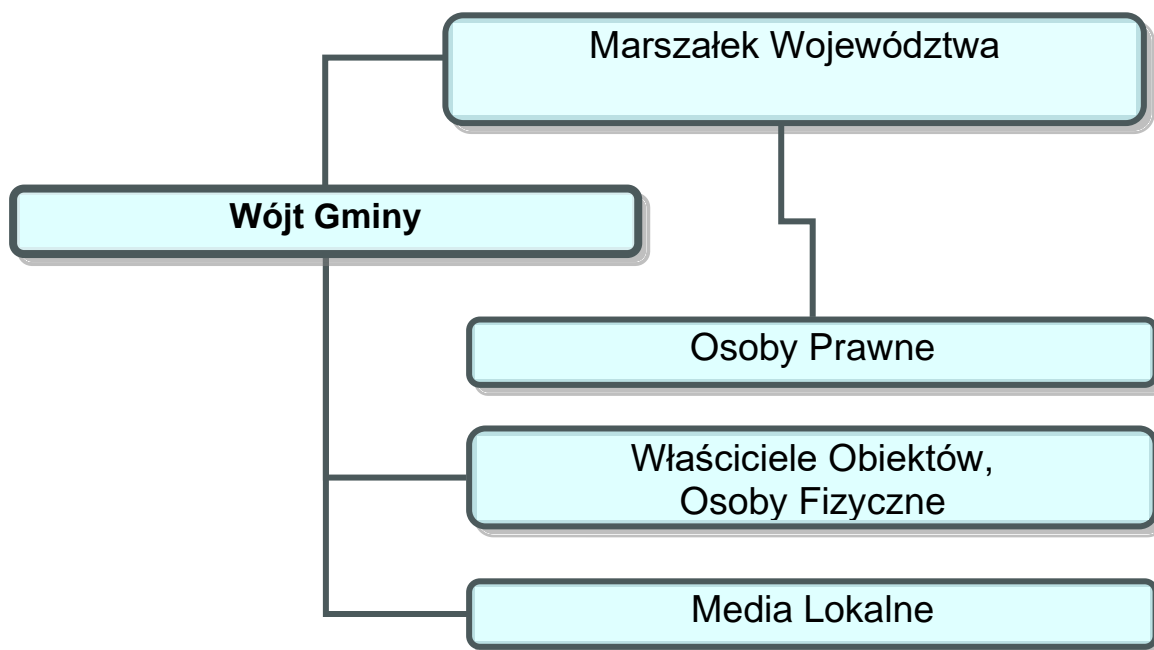 Marszałek Województwa
Wójt Gminy
Osoby Prawne
Właściciele Obiektów,
Osoby Fizyczne
Media Lokalne